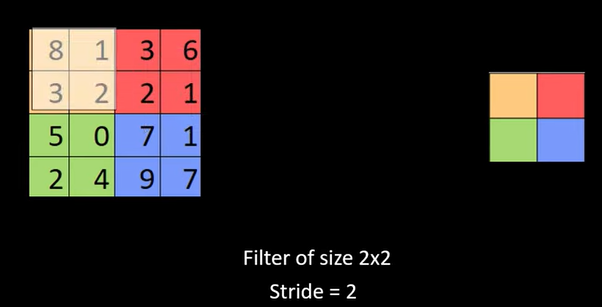 8 1 3 6
3 2 2 1
5 0 7 1
2 4 9 7
Filter of size 2x2
Stride = 2